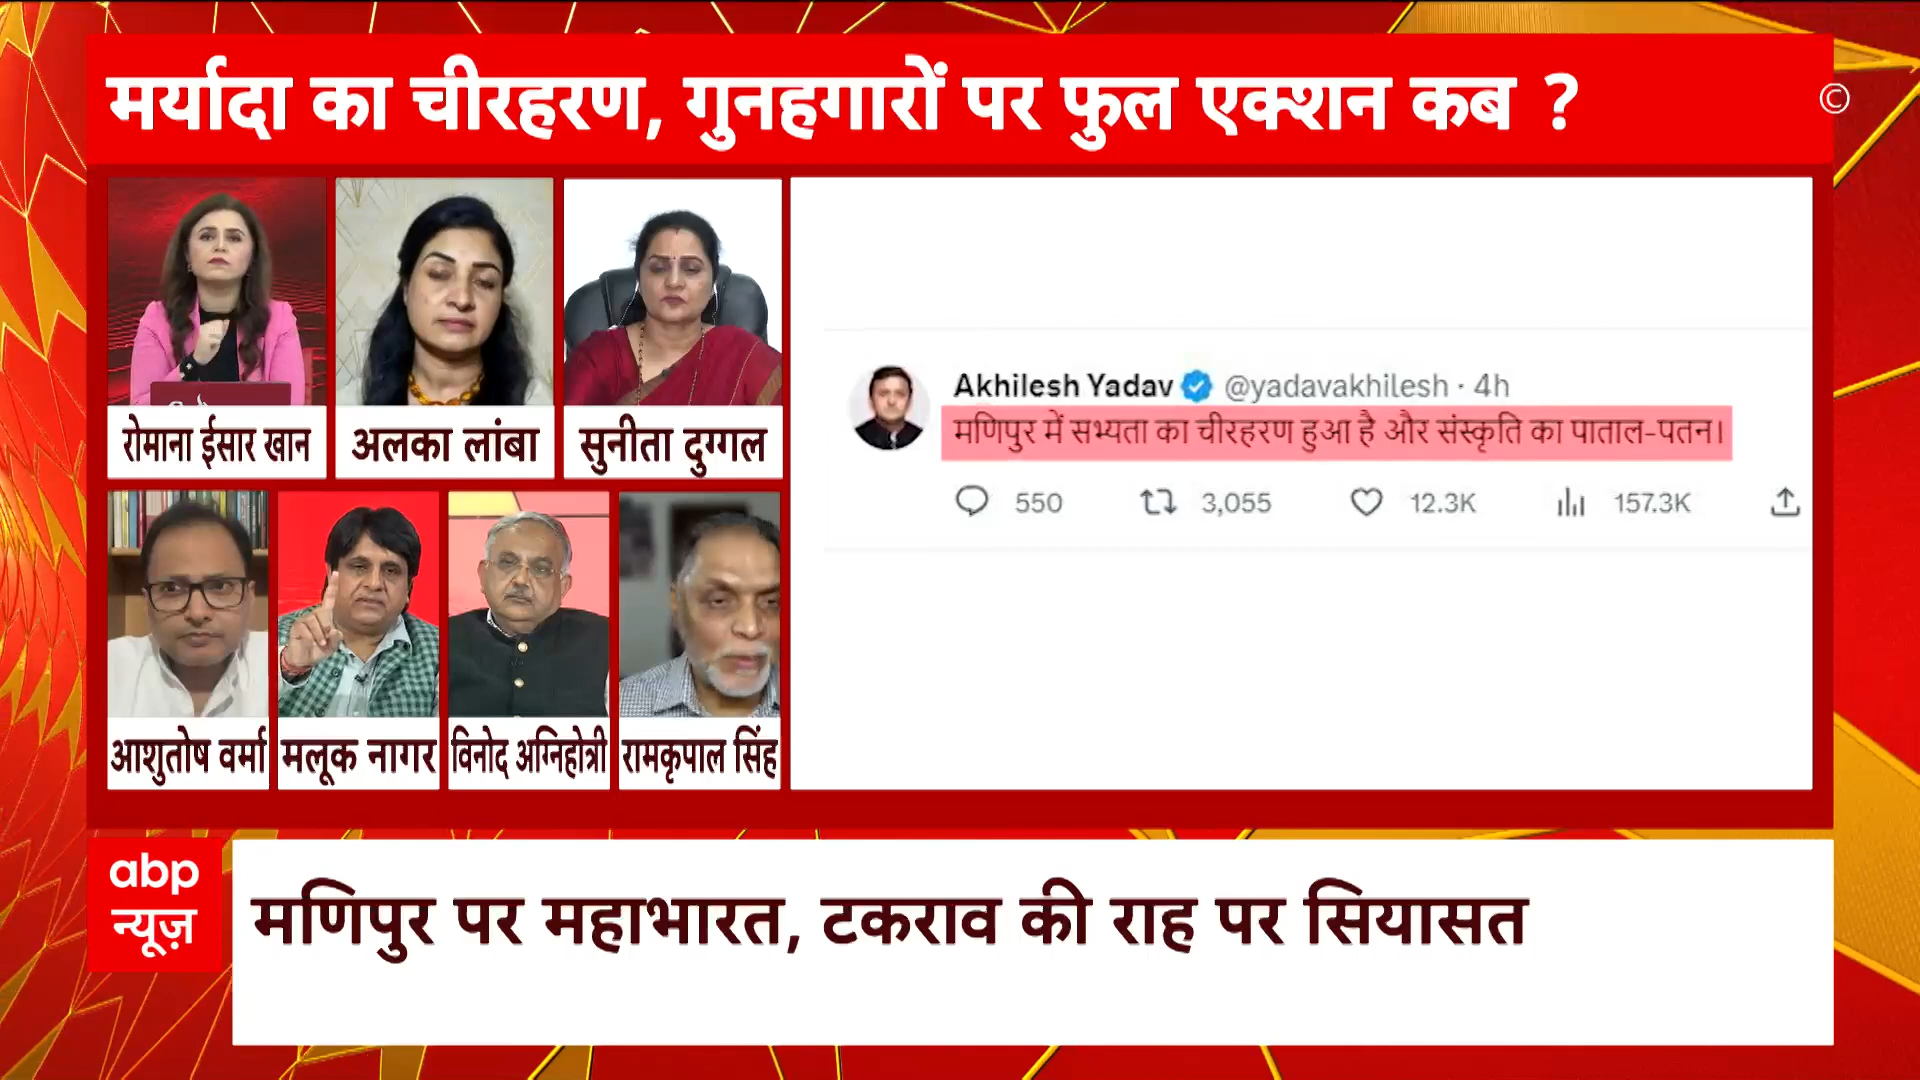 मर्यादा का चीरहरण, गुनहगारों पर फुल एक्शन कब ?
©
रोमाना ईसार खान
अलका लांबा
सुनीता दुग्गल
आशुतोष वर्मा
मलूक नागर
विनोद अग्निहोत्री
रामकृपाल सिंह
Akhilesh Yadav @yadavakhilesh · 4h
मणिपुर में सभ्यता का चीरहरण हुआ है और संस्कृति का पाताल-पतन।
550 3,055 12.3K 157.3K
abp
न्यूज़
मणिपुर पर महाभारत, टकराव की राह पर सियासत